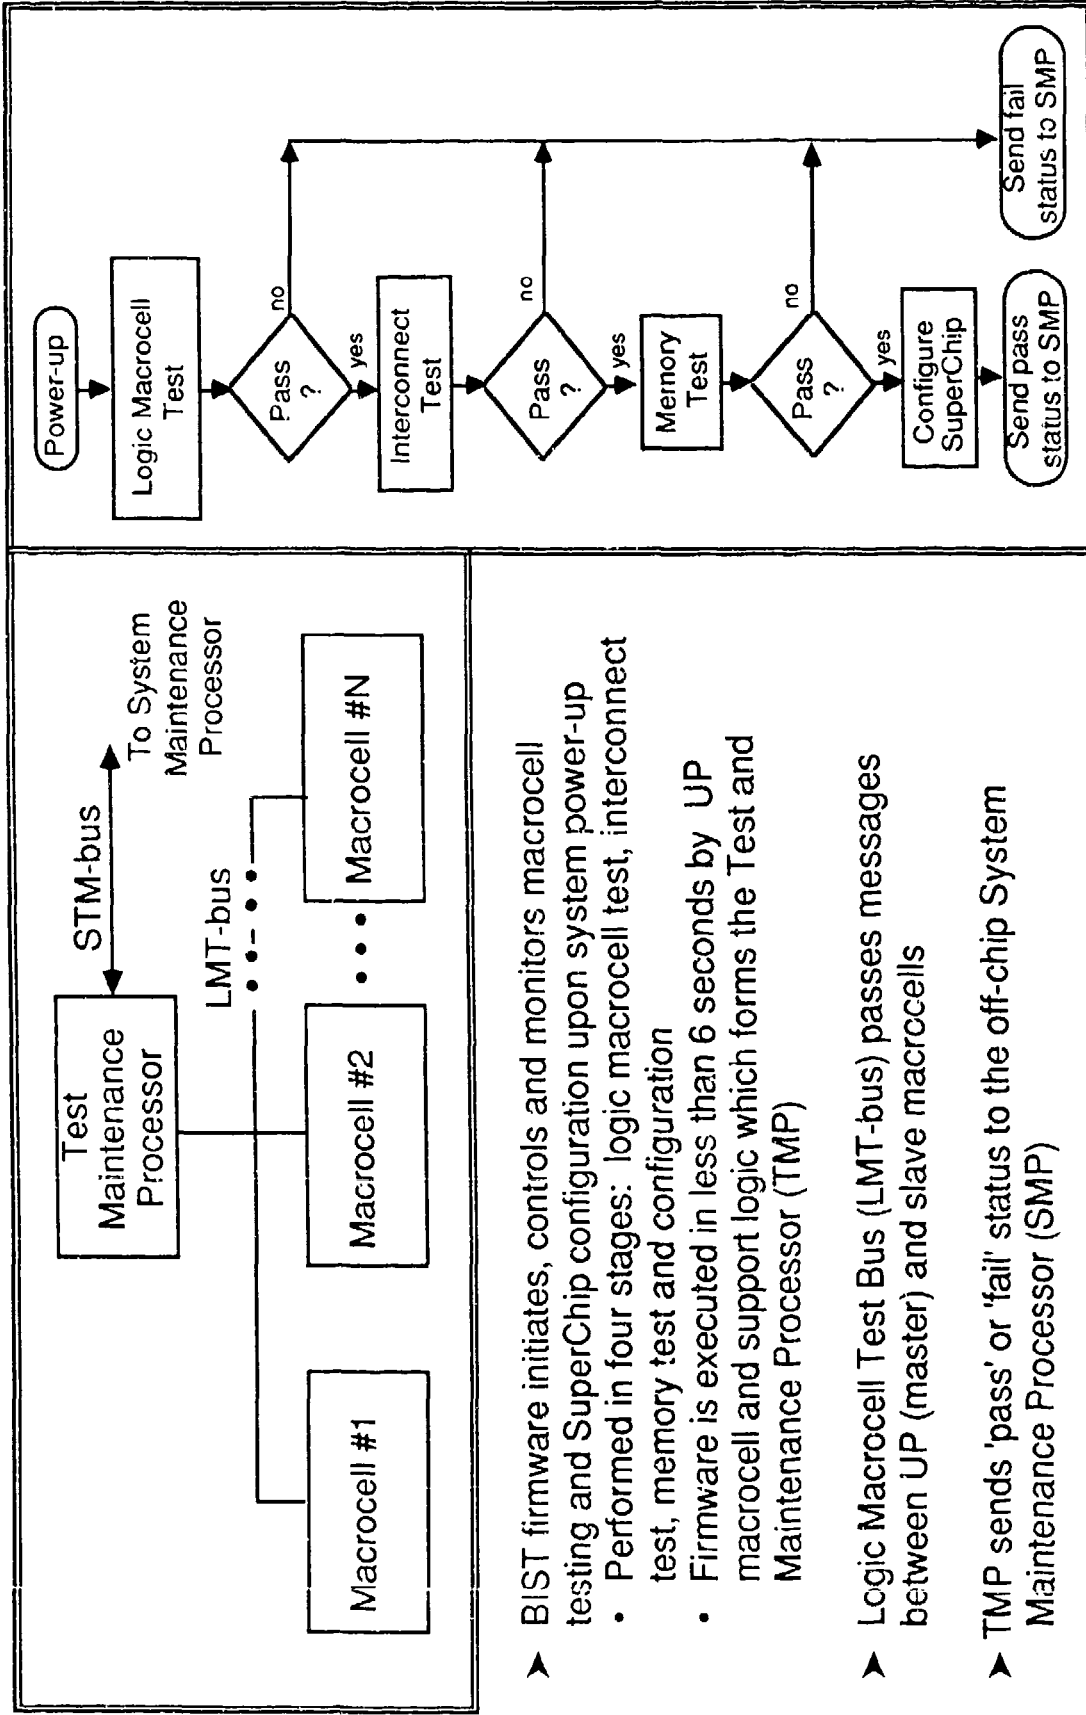 Test
Maintenance
Processor
STM-bus
To System
Maintenance
Processor
LMT-bus
Macrocell #1
Macrocell #2
Macrocell #N
➤ BIST firmware initiates, controls and monitors macrocell
testing and SuperChip configuration upon system power-up
• Performed in four stages: logic macrocell test, interconnect
test, memory test and configuration
• Firmware is executed in less than 6 seconds by UP
macrocell and support logic which forms the Test and
Maintenance Processor (TMP)
➤ Logic Macrocell Test Bus (LMT-bus) passes messages
between UP (master) and slave macrocells
➤ TMP sends 'pass' or 'fail' status to the off-chip System
Maintenance Processor (SMP)
Power-up
Logic Macrocell
Test
Pass
?
no
yes
Interconnect
Test
Pass
?
no
yes
Memory
Test
Pass
?
no
yes
Configure
SuperChip
Send pass
status to SMP
Send fail
status to SMP